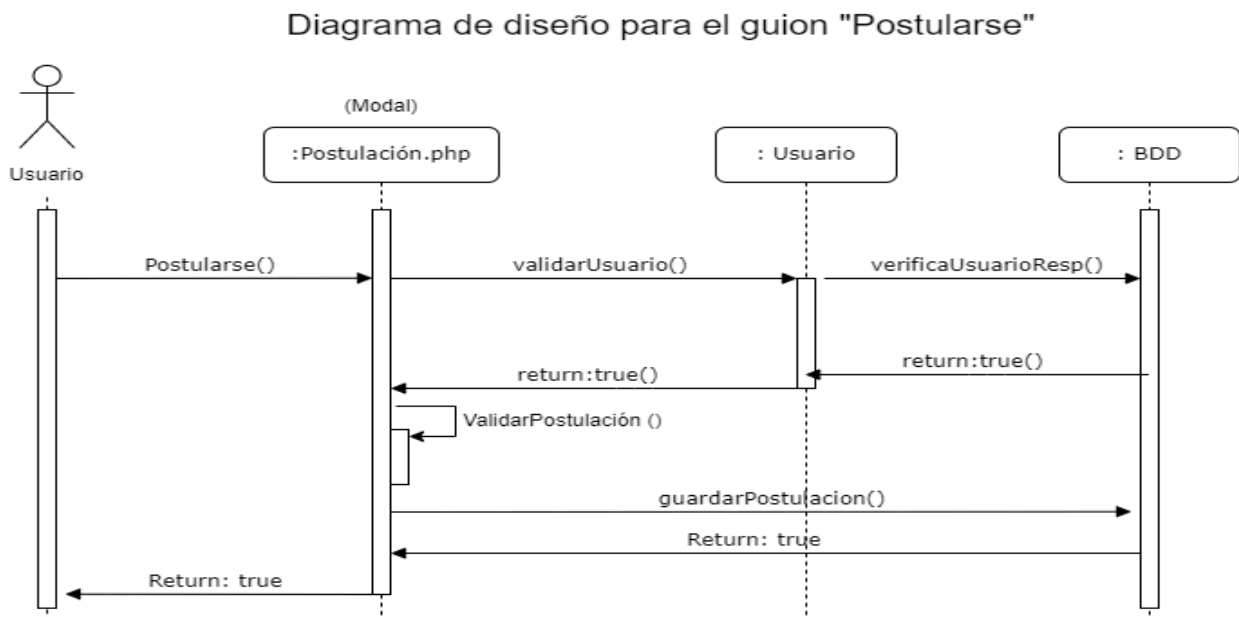 Diagrama de diseño para el guion "Postularse"
(Modal)
Usuario
:Postulación.php
: Usuario
: BDD
Postularse()
validarUsuario()
verificaUsuarioResp()
return:true()
return:true()
ValidarPostulación ()
guardarPostulacion()
Return: true
Return: true